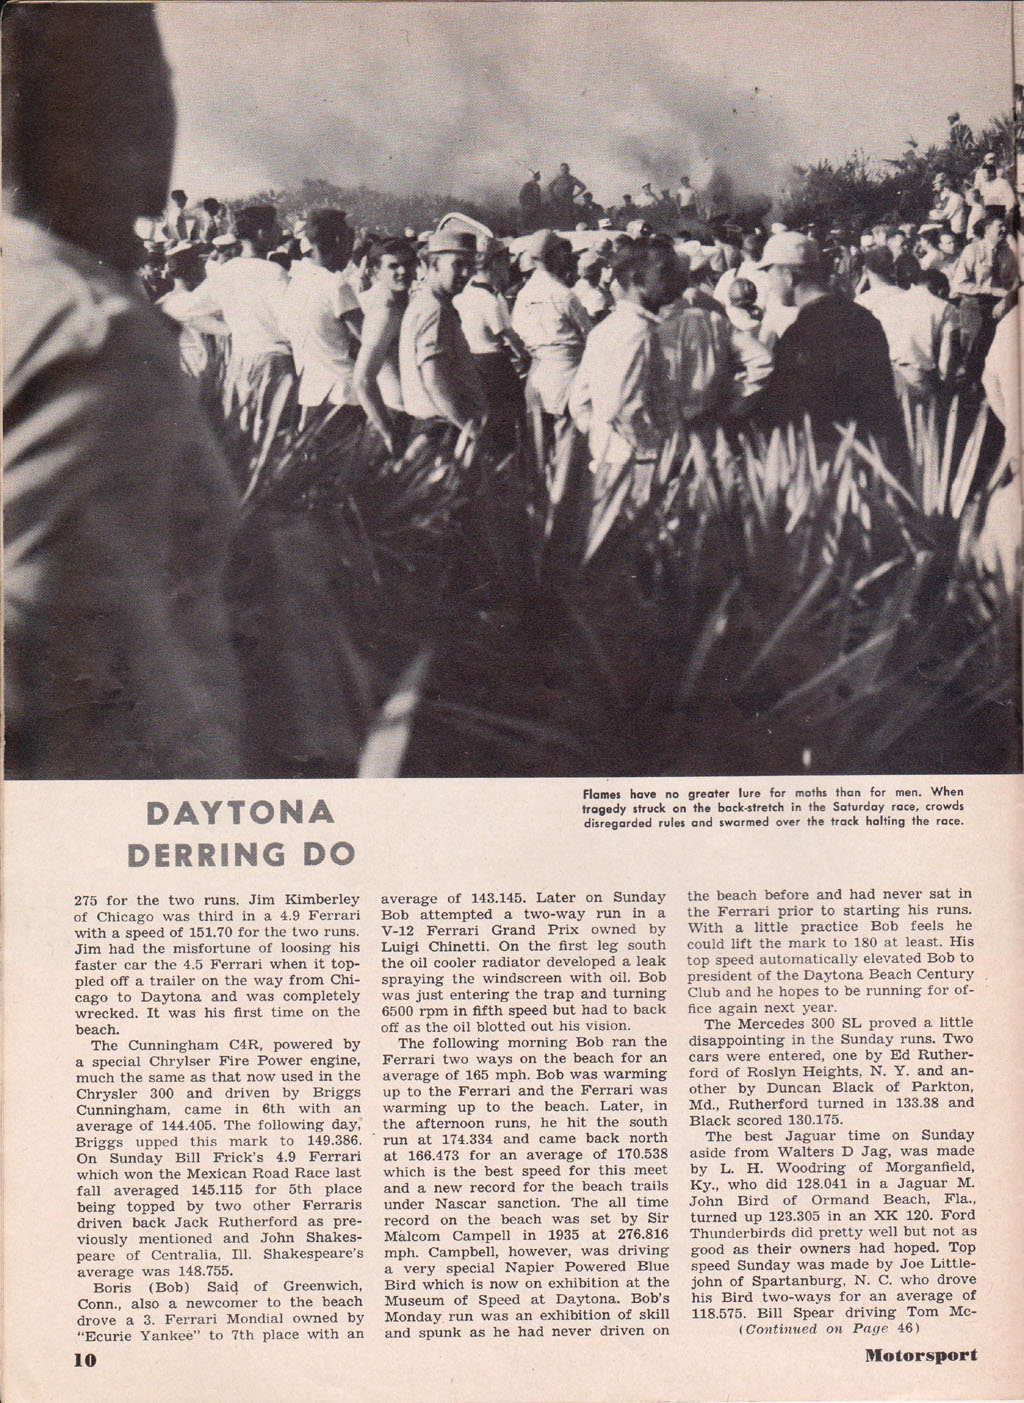 Flames have no greater lure for moths than for men. When
tragedy struck on the back-stretch in the Saturday race, crowds
disregarded rules and swarmed over the track halting the race.
DAYTONA
DERRING DO
275 for the two runs. Jim Kimberley
of Chicago was third in a 4.9 Ferrari
with a speed of 151.70 for the two runs.
Jim had the misfortune of loosing his
faster car the 4.5 Ferrari when it top-
pled off a trailer on the way from Chi-
cago to Daytona and was completely
wrecked. It was his first time on the
beach.
The Cunningham C4R, powered by
a special Chrylser Fire Power engine,
much the same as that now used in the
Chrysler 300 and driven by Briggs
Cunningham, came in 6th with an
average of 144.405. The following day,
Briggs upped this mark to 149.386.
On Sunday Bill Frick's 4.9 Ferrari
which won the Mexican Road Race last
fall averaged 145.115 for 5th place
being topped by two other Ferraris
driven back Jack Rutherford as pre-
viously mentioned and John Shakes-
peare of Centralia, Ill. Shakespeare's
average was 148.755.
Boris (Bob) Said of Greenwich,
Conn., also a newcomer to the beach
drove a 3. Ferrari Mondial owned by
"Ecurie Yankee" to 7th place with an
average of 143.145. Later on Sunday
Bob attempted a two-way run in a
V-12 Ferrari Grand Prix owned by
Luigi Chinetti. On the first leg south
the oil cooler radiator developed a leak
spraying the windscreen with oil. Bob
was just entering the trap and turning
6500 rpm in fifth speed but had to back
off as the oil blotted out his vision.
The following morning Bob ran the
Ferrari two ways on the beach for an
average of 165 mph. Bob was warming
up to the Ferrari and the Ferrari was
warming up to the beach. Later, in
the afternoon runs, he hit the south
run at 174.334 and came back north
at 166.473 for an average of 170.538
which is the best speed for this meet
and a new record for the beach trails
under Nascar sanction. The all time
record on the beach was set by Sir
Malcom Campell in 1935 at 276.816
mph. Campbell, however, was driving
a very special Napier Powered Blue
Bird which is now on exhibition at the
Museum of Speed at Daytona. Bob's
Monday run was an exhibition of skill
and spunk as he had never driven on
the beach before and had never sat in
the Ferrari prior to starting his runs.
With a little practice Bob feels he
could lift the mark to 180 at least. His
top speed automatically elevated Bob to
president of the Daytona Beach Century
Club and he hopes to be running for of-
fice again next year.
The Mercedes 300 SL proved a little
disappointing in the Sunday runs. Two
cars were entered, one by Ed Ruther-
ford of Roslyn Heights, N. Y. and an-
other by Duncan Black of Parkton,
Md., Rutherford turned in 133.38 and
Black scored 130.175.
The best Jaguar time on Sunday
aside from Walters D Jag, was made
by L. H. Woodring of Morganfield,
Ky., who did 128.041 in a Jaguar M.
John Bird of Ormand Beach, Fla.,
turned up 123.305 in an XK 120. Ford
Thunderbirds did pretty well but not as
good as their owners had hoped. Top
speed Sunday was made by Joe Little-
john of Spartanburg, N. C. who drove
his Bird two-ways for an average of
118.575. Bill Spear driving Tom Mc-
(Continued on Page 46)
10
Motorsport